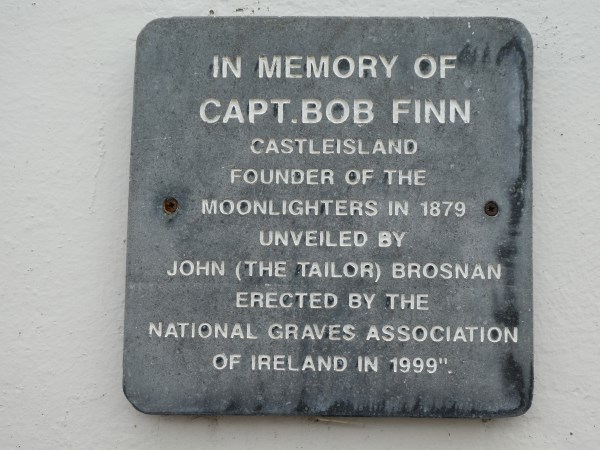 IN MEMORY OF
CAPT.BOB FINN
CASTLEISLAND
FOUNDER OF THE
MOONLIGHTERS IN 1879
UNVEILED BY
JOHN (THE TAILOR) BROSNAN
ERECTED BY THE
NATIONAL GRAVES ASSOCIATION
OF IRELAND IN 1999".